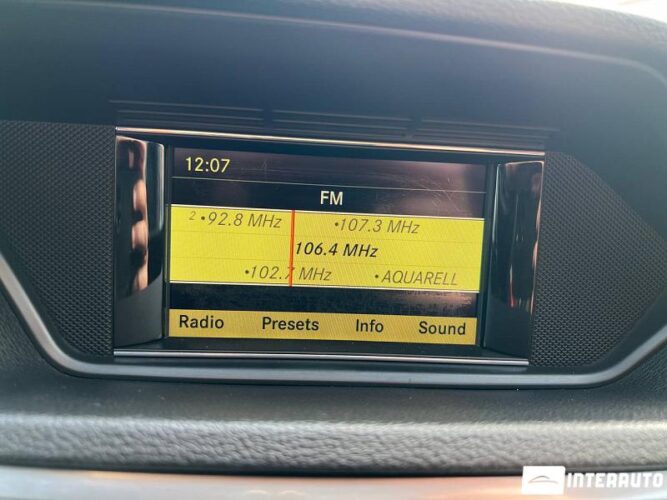 12:07
FM
2 •92.8 MHz •107.3 MHz
106.4 MHz
•102.7 MHz •AQUARELL
Radio Presets Info Sound
INTERAUTO